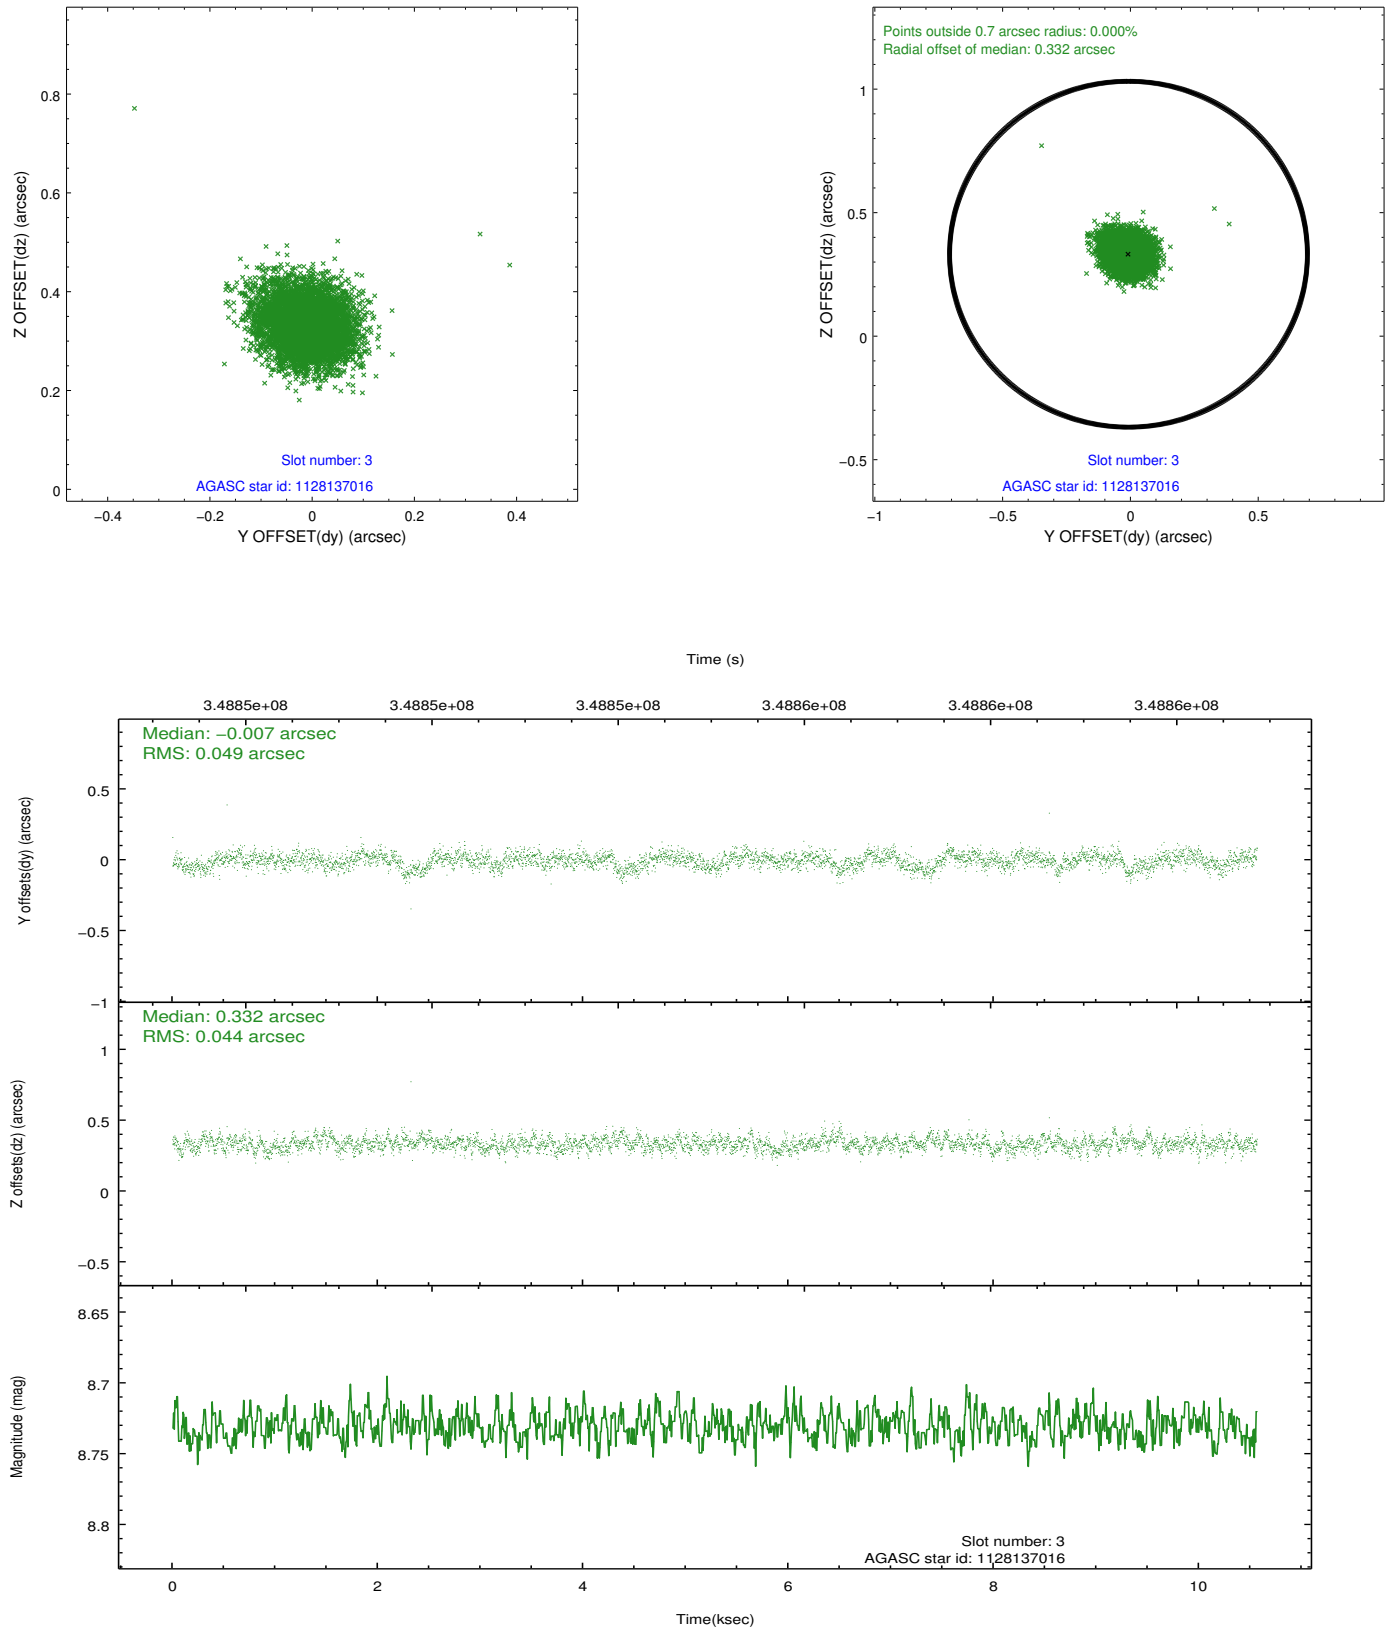 0.8
0.6
0.4
0.2
0
Z OFFSET(dz) (arcsec)
Slot number: 3
AGASC star id: 1128137016
−0.4
−0.2
0
0.2
0.4
Y OFFSET(dy) (arcsec)
Points outside 0.7 arcsec radius: 0.000%
Radial offset of median: 0.332 arcsec
1
0.5
0
−0.5
Z OFFSET(dz) (arcsec)
Slot number: 3
AGASC star id: 1128137016
−1
−0.5
0
0.5
Y OFFSET(dy) (arcsec)
Time (s)
3.4885e+08
3.4885e+08
3.4885e+08
3.4886e+08
3.4886e+08
3.4886e+08
Median: −0.007 arcsec
RMS: 0.049 arcsec
0.5
0
−0.5
−1
Y offsets(dy) (arcsec)
Median: 0.332 arcsec
RMS: 0.044 arcsec
1
0.5
0
−0.5
Z offsets(dz) (arcsec)
8.65
8.7
8.75
8.8
Magnitude (mag)
Slot number: 3
AGASC star id: 1128137016
0
2
4
6
8
10
Time(ksec)